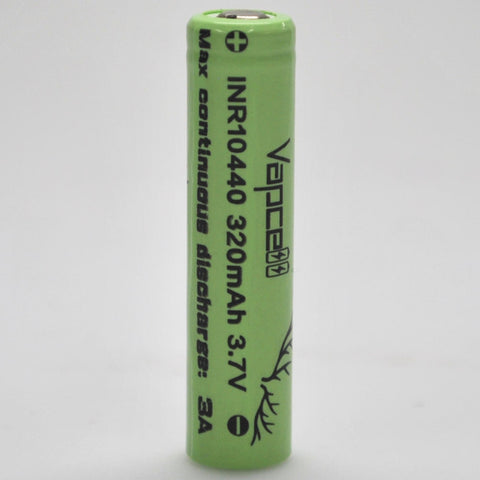 Vapcell
⊕ INR10440 320mAh 3.7V ⊖
Max continuous discharge: 3A